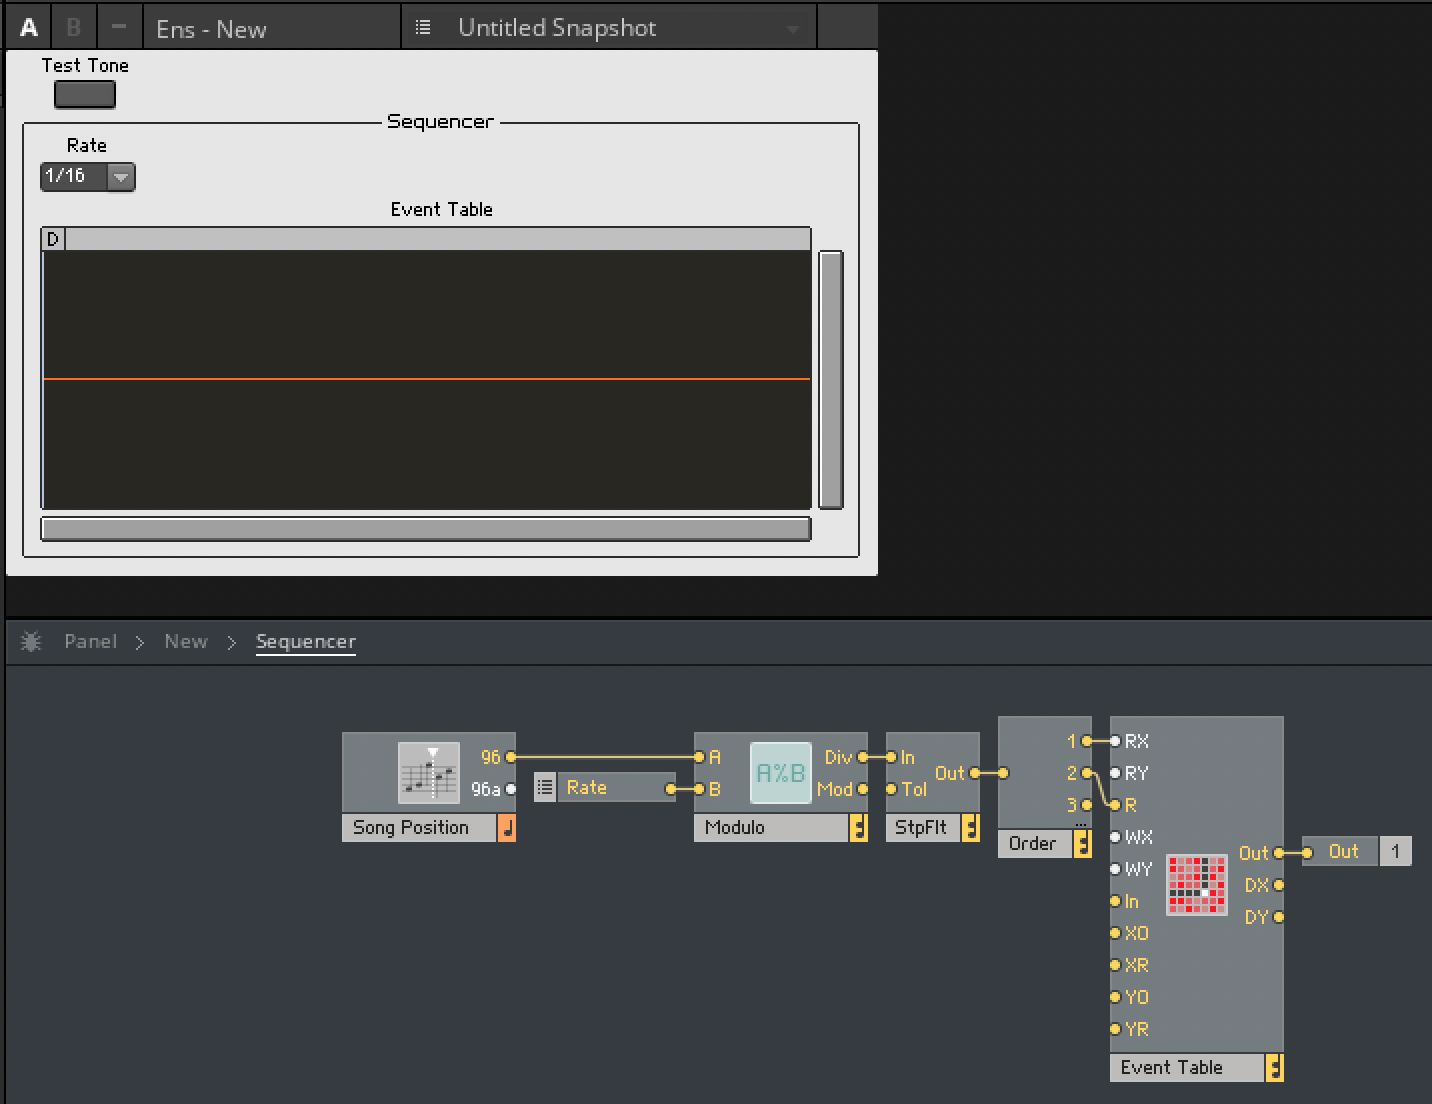 A B – Ens - New Untitled Snapshot
Test Tone
Sequencer
Rate
1/16
Event Table
D
Panel > New > Sequencer
96
96a
Song Position
Rate
A
B
A%B
Div
Mod
Modulo
In
Tol
Out
StpFlt
1
2
3
...
Order
RX
RY
R
WX
WY
In
XO
XR
YO
YR
Out
DX
DY
Event Table
Out 1